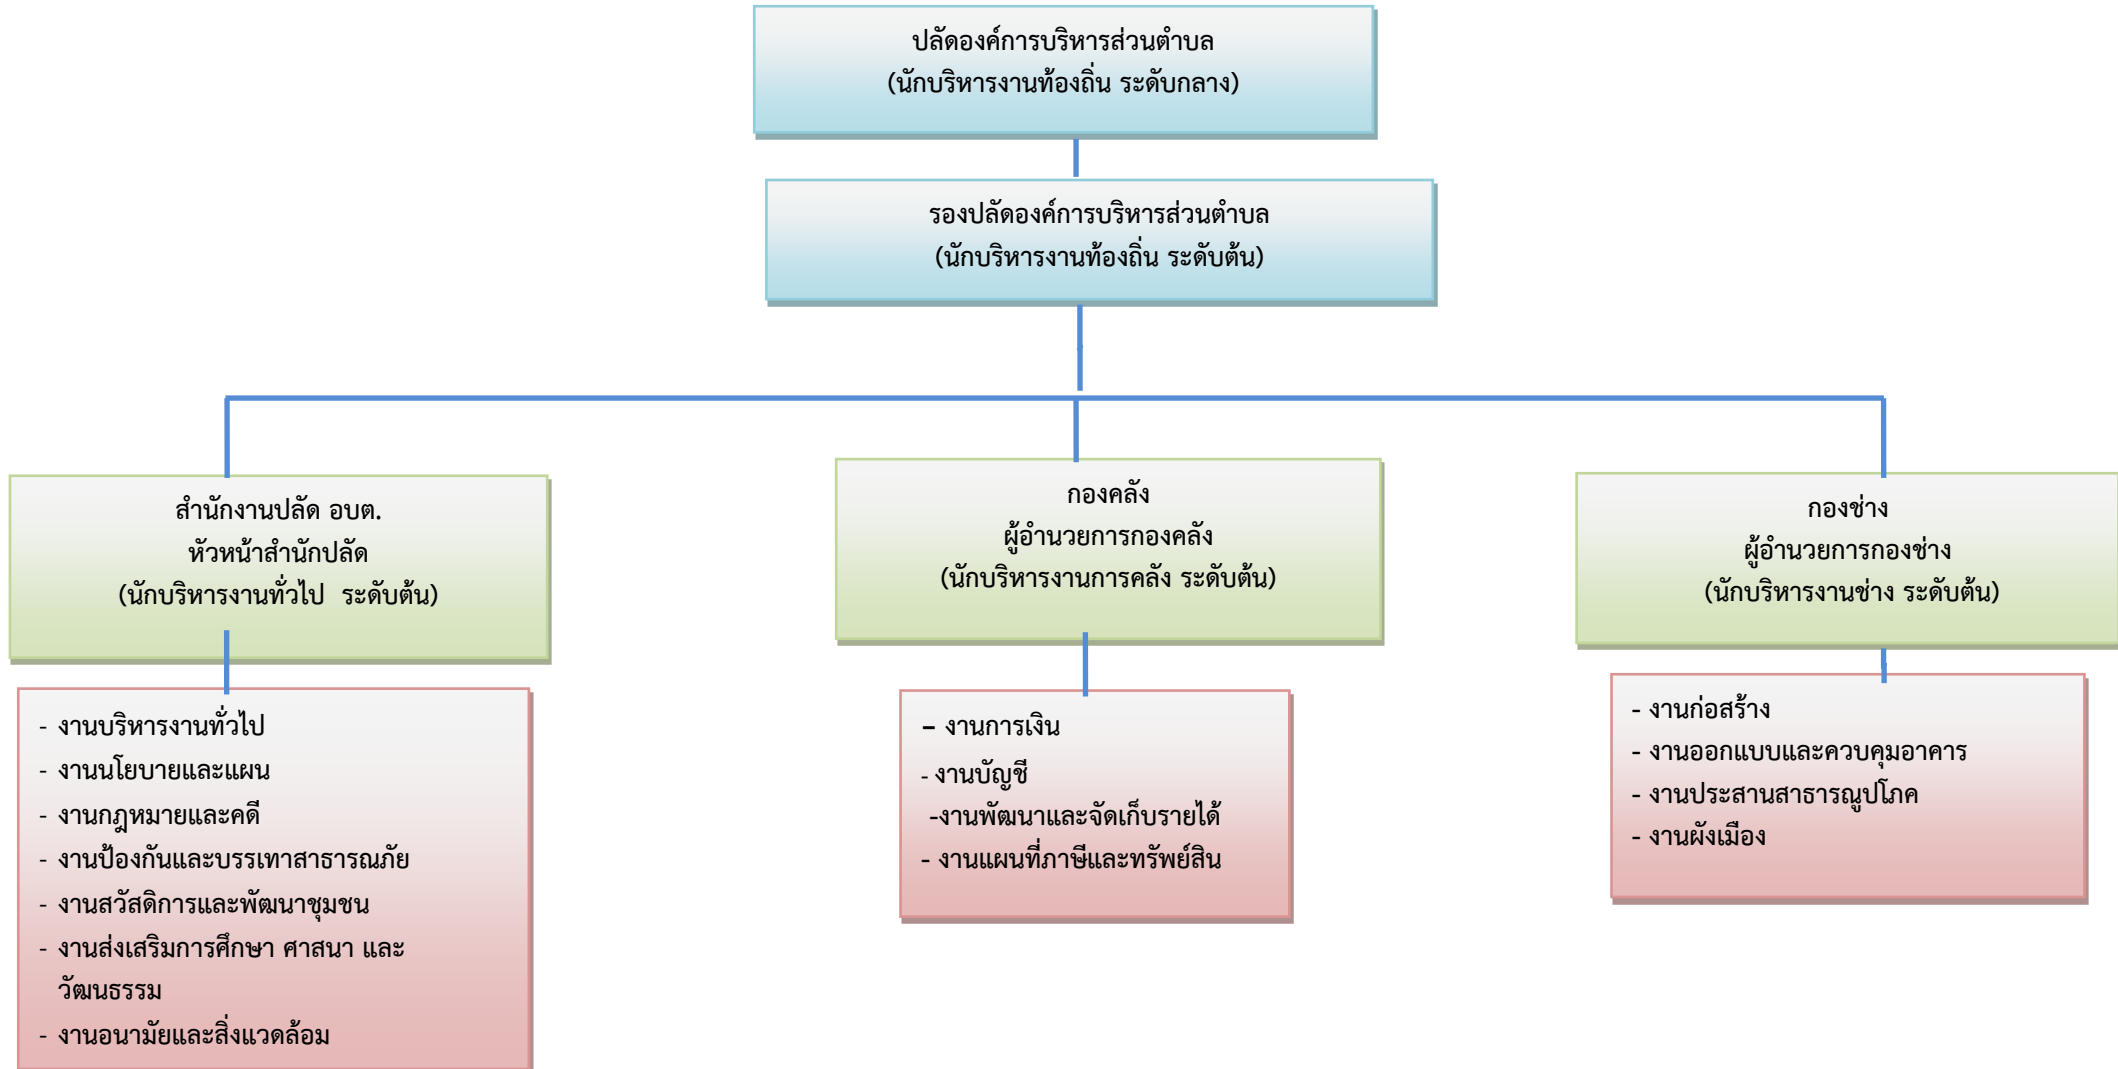 ปลัดองค์การบริหารส่วนตำบล
(นักบริหารงานท้องถิ่น ระดับกลาง)
รองปลัดองค์การบริหารส่วนตำบล
(นักบริหารงานท้องถิ่น ระดับต้น)
สำนักงานปลัด อบต.
หัวหน้าสำนักปลัด
(นักบริหารงานทั่วไป  ระดับต้น)
กองคลัง
ผู้อำนวยการกองคลัง
(นักบริหารงานการคลัง ระดับต้น)
กองช่าง
ผู้อำนวยการกองช่าง
(นักบริหารงานช่าง ระดับต้น)
- งานบริหารงานทั่วไป
- งานนโยบายและแผน
- งานกฎหมายและคดี
- งานป้องกันและบรรเทาสาธารณภัย
- งานสวัสดิการและพัฒนาชุมชน
- งานส่งเสริมการศึกษา ศาสนา และ
วัฒนธรรม
- งานอนามัยและสิ่งแวดล้อม
– งานการเงิน
- งานบัญชี
-งานพัฒนาและจัดเก็บรายได้
- งานแผนที่ภาษีและทรัพย์สิน
- งานก่อสร้าง
- งานออกแบบและควบคุมอาคาร
- งานประสานสาธารณูปโภค
- งานผังเมือง